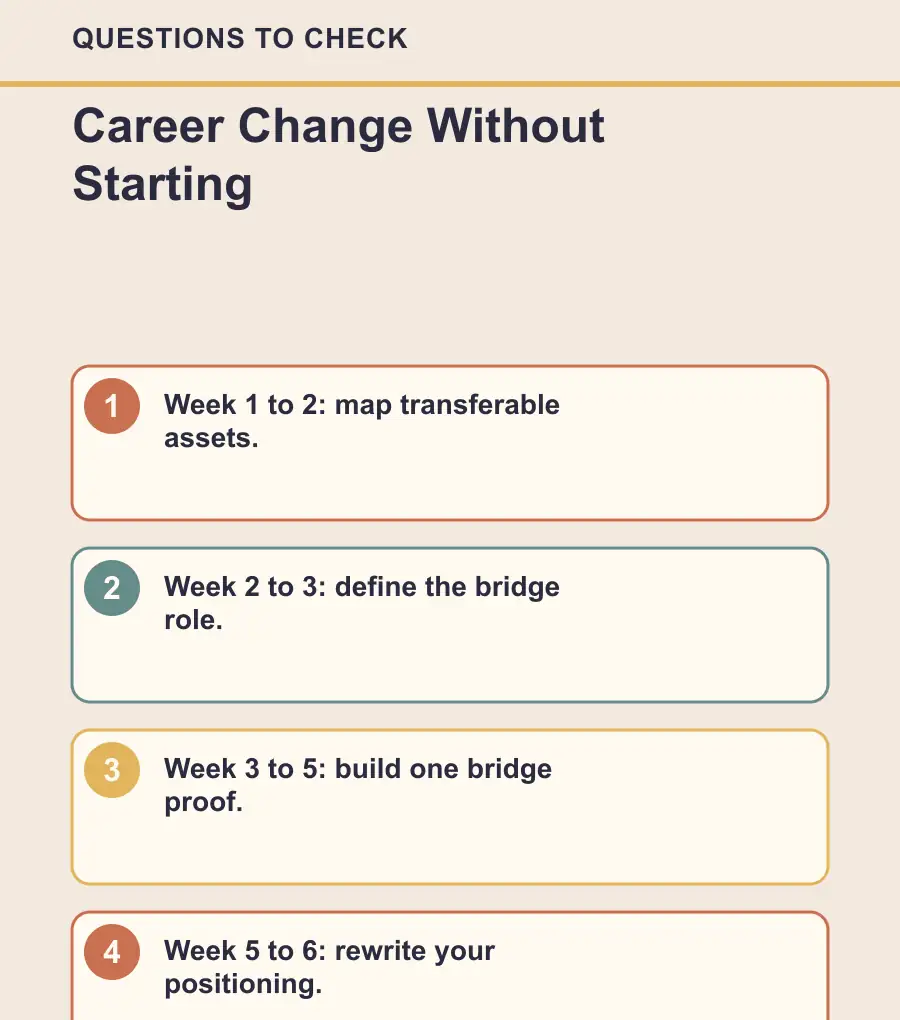 QUESTIONS TO CHECK
Career Change Without
Starting
1
Week 1 to 2: map transferable
assets.
2
Week 2 to 3: define the bridge
role.
3
Week 3 to 5: build one bridge
proof.
4
Week 5 to 6: rewrite your
positioning.